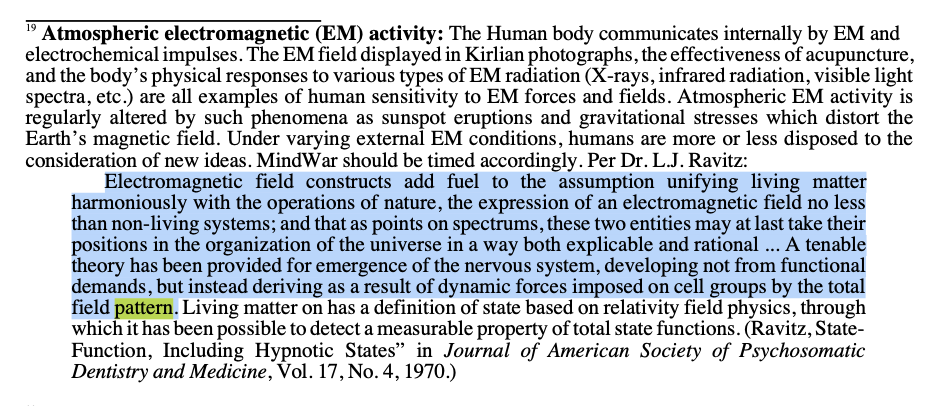 19 Atmospheric electromagnetic (EM) activity: The Human body communicates internally by EM and
electrochemical impulses. The EM field displayed in Kirlian photographs, the effectiveness of acupuncture,
and the body's physical responses to various types of EM radiation (X-rays, infrared radiation, visible light
spectra, etc.) are all examples of human sensitivity to EM forces and fields. Atmospheric EM activity is
regularly altered by such phenomena as sunspot eruptions and gravitational stresses which distort the
Earth's magnetic field. Under varying external EM conditions, humans are more or less disposed to the
consideration of new ideas. MindWar should be timed accordingly. Per Dr. L.J. Ravitz:
Electromagnetic field constructs add fuel to the assumption unifying living matter
harmoniously with the operations of nature, the expression of an electromagnetic field no less
than non-living systems; and that as points on spectrums, these two entities may at last take their
positions in the organization of the universe in a way both explicable and rational ... A tenable
theory has been provided for emergence of the nervous system, developing not from functional
demands, but instead deriving as a result of dynamic forces imposed on cell groups by the total
field pattern. Living matter on has a definition of state based on relativity field physics, through
which it has been possible to detect a measurable property of total state functions. (Ravitz, State-
Function, Including Hypnotic States” in Journal of American Society of Psychosomatic
Dentistry and Medicine, Vol. 17, No. 4, 1970.)